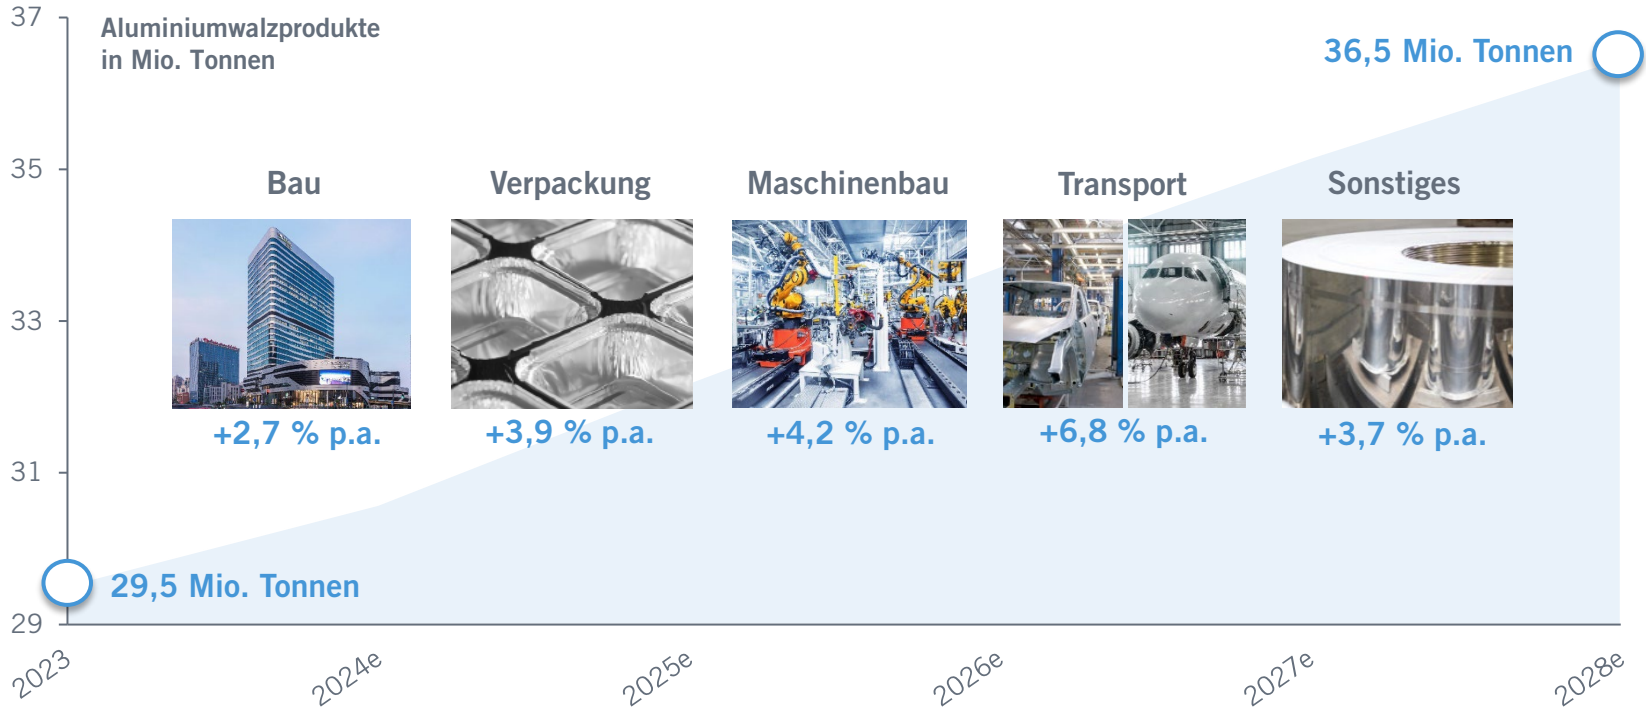 Aluminiumwalzprodukte
in Mio. Tonnen
37
35
33
31
29
36,5 Mio. Tonnen
Bau
Verpackung
Maschinenbau
Transport
Sonstiges
+2,7 % p.a.
+3,9 % p.a.
+4,2 % p.a.
+6,8 % p.a.
+3,7 % p.a.
29,5 Mio. Tonnen
2023
2024e
2025e
2026e
2027e
2028e